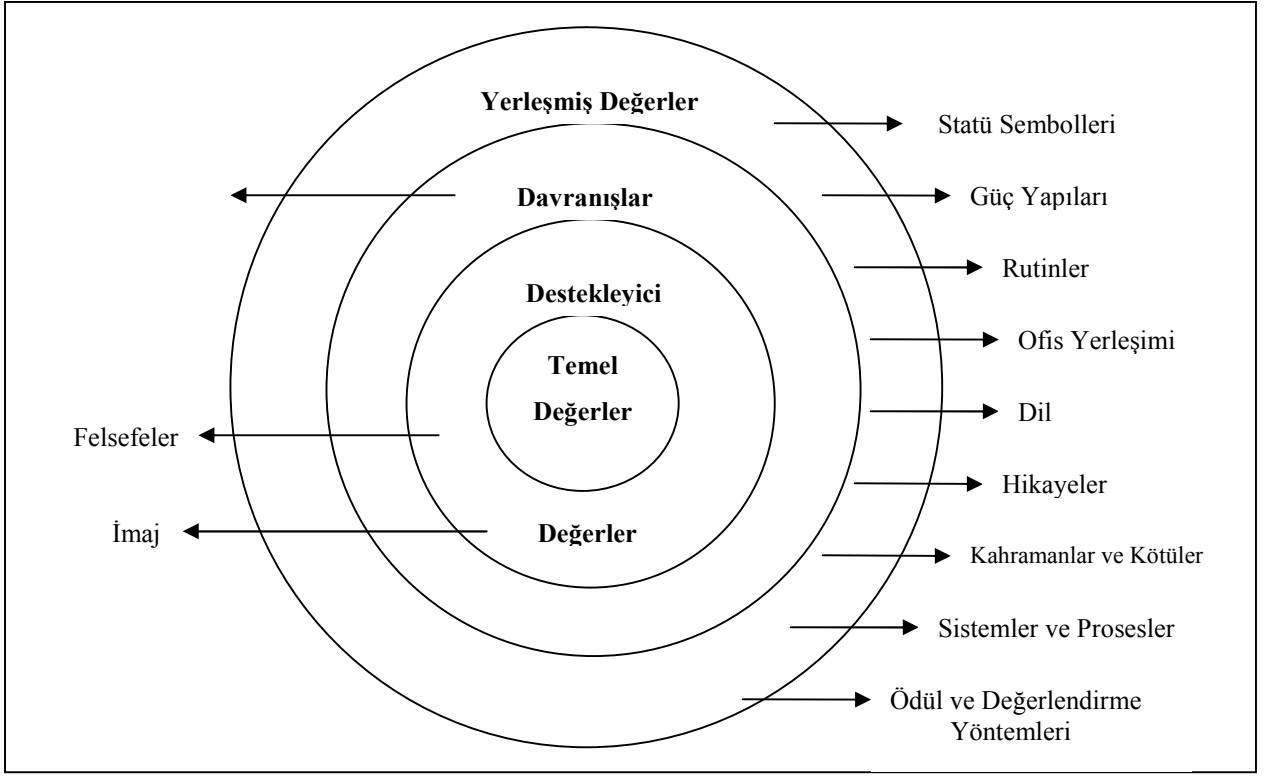 Yerleşmiş Değerler
Statü Sembolleri
Davranışlar
Güç Yapıları
Rutinler
Destekleyici
Ofis Yerleşimi
Temel
Değerler
Dil
Felsefeler
Hikayeler
İmaj
Değerler
Kahramanlar ve Kötüler
Sistemler ve Prosesler
Ödül ve Değerlendirme
Yöntemleri